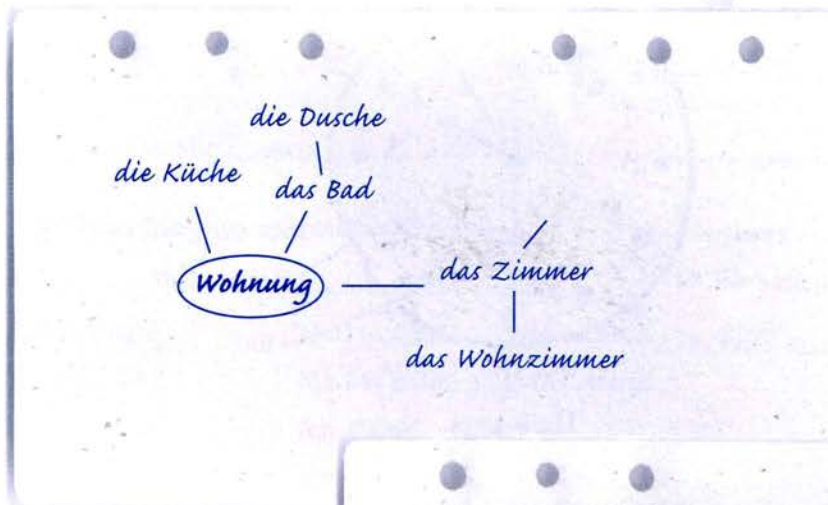 die Dusche
die Küche
das Bad
Wohnung
das Zimmer
das Wohnzimmer